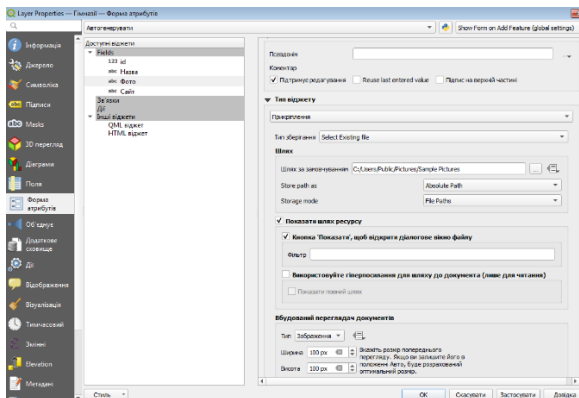 Layer Properties — Гімназії — Форма атрибутів
Інформація
Джерело
Символіка
Підписи
Masks
3D перегляд
Діаграми
Поля
Форма
атрибутів
Об'єднує
Додаткове
сховище
Дії
Відображення
Візуалізація
Тимчасовий
Змінні
Elevation
Метадані
Автогенерувати
Show Form on Add Feature (global settings)
Доступні віджети
Fields
123 id
abc Назва
abc Фото
abc Сайт
Зв'язки
Дії
Інші віджети
QML віджет
HTML віджет
Стиль
Псевдонім
Коментар
Підтримує редагування
Reuse last entered value
Підпис на верхній частині
Тип віджету
Прикріплення
Тип зберігання Select Existing file
Шлях
Шлях за замовчуванням C:/Users/Public/Pictures/Sample Pictures
Store path as Absolute Path
Storage mode File Paths
Показати шлях ресурсу
Кнопка 'Показати', щоб відкрити діалогове вікно файлу
Фільтр
Використовуйте гіперпосилання для шляху до документа (лише для читання)
Показати повний шлях
Вбудований переглядач документів
Тип Зображення
Ширина 100 px
Висота 100 px
Вкажіть розмір попереднього
перегляду. Якщо ви залишите його в
положенні Авто, буде розрахований
оптимальний розмір.
OK
Скасувати
Застосувати
Довідка